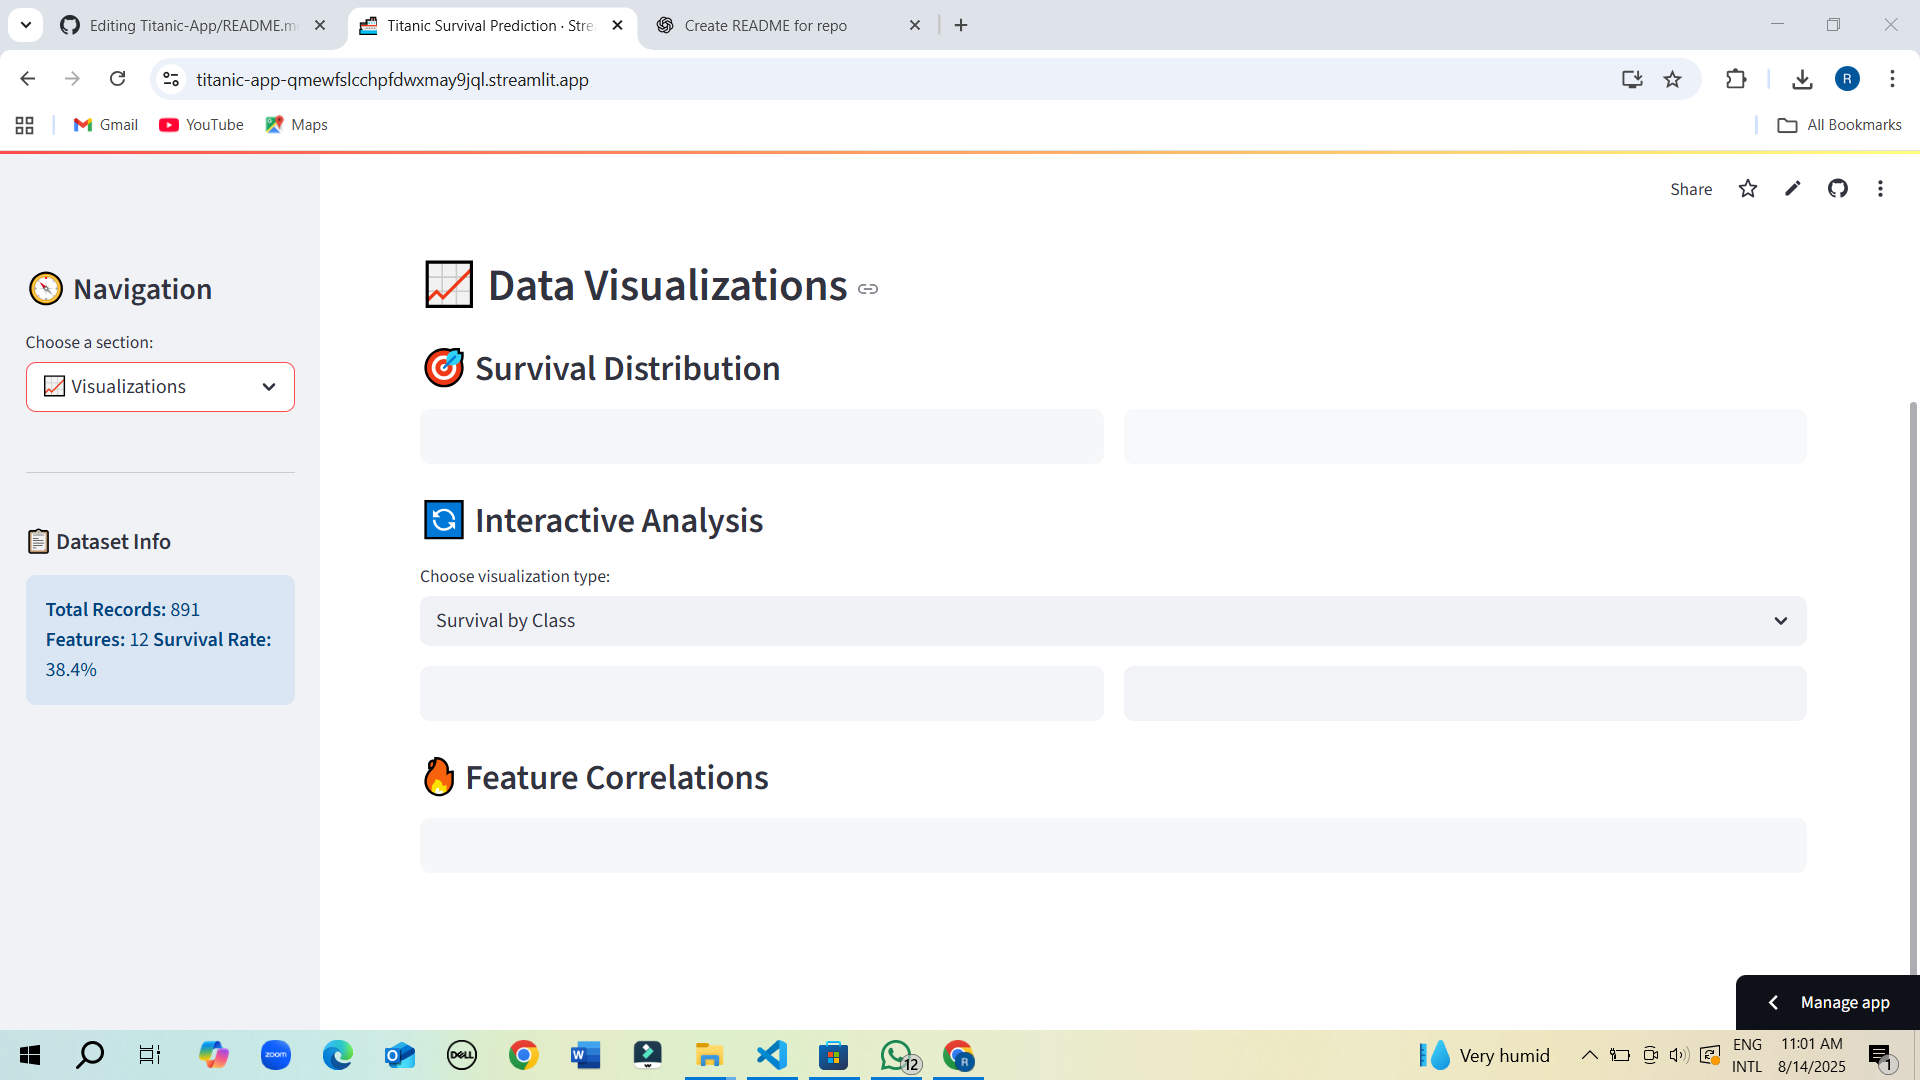 Editing Titanic-App/README.m
Titanic Survival Prediction · Stre
Create README for repo
titanic-app-qmewfslcchpfdwxmay9jql.streamlit.app
R
Gmail
YouTube
Maps
All Bookmarks
Share
Navigation
Choose a section:
Visualizations
Dataset Info
Total Records: 891
Features: 12 Survival Rate:
38.4%
Data Visualizations
Survival Distribution
Interactive Analysis
Choose visualization type:
Survival by Class
Feature Correlations
Manage app
zoom
DELL
W
R
12
Very humid
ENG
INTL
11:01 AM
8/14/2025
1